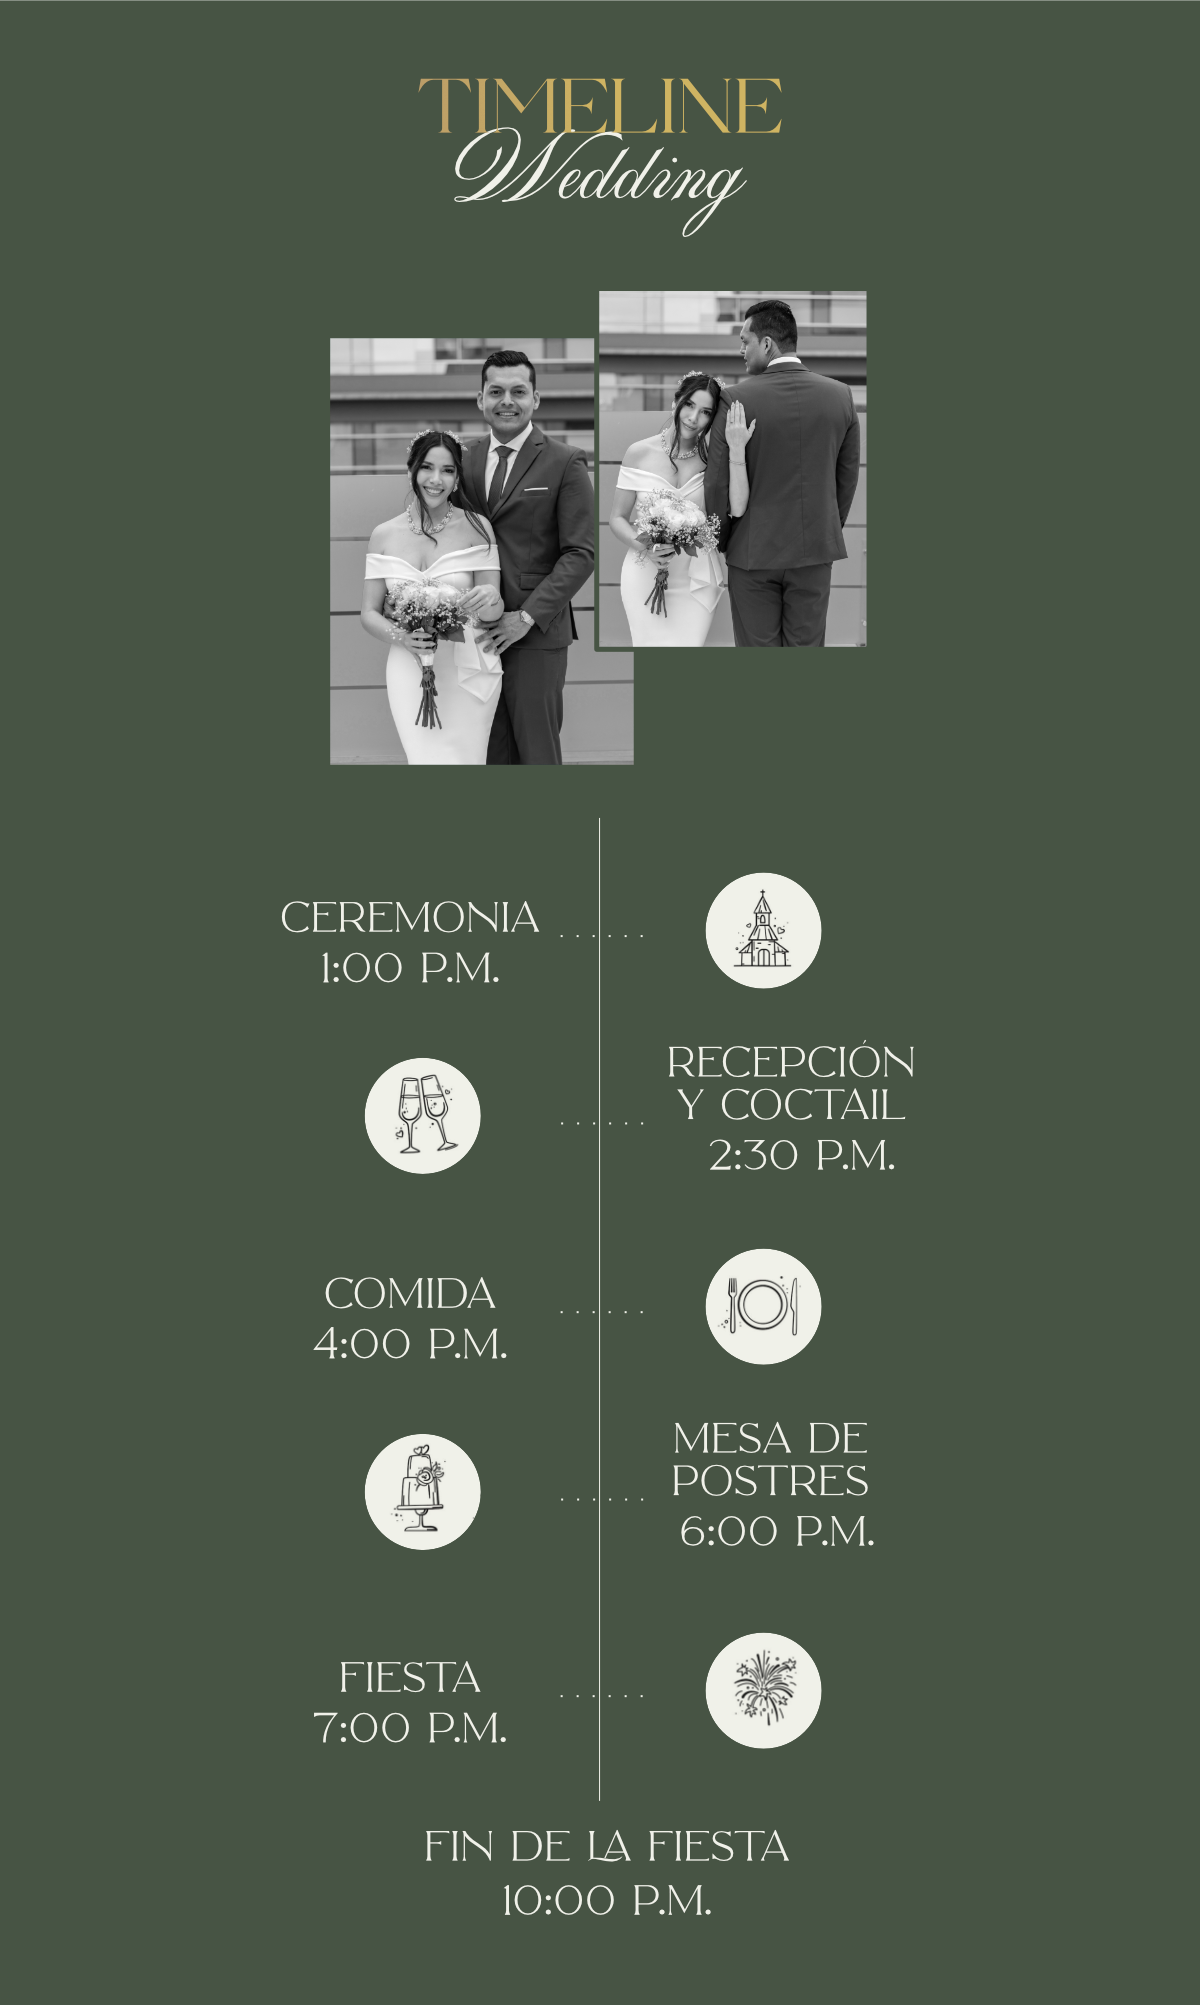 TIMELINE
Wedding
CEREMONIA
1:00 P.M.
RECEPCIÓN
Y COCTAIL
2:30 P.M.
COMIDA
4:00 P.M.
MESA DE
POSTRES
6:00 P.M.
FIESTA
7:00 P.M.
FIN DE LA FIESTA
10:00 P.M.